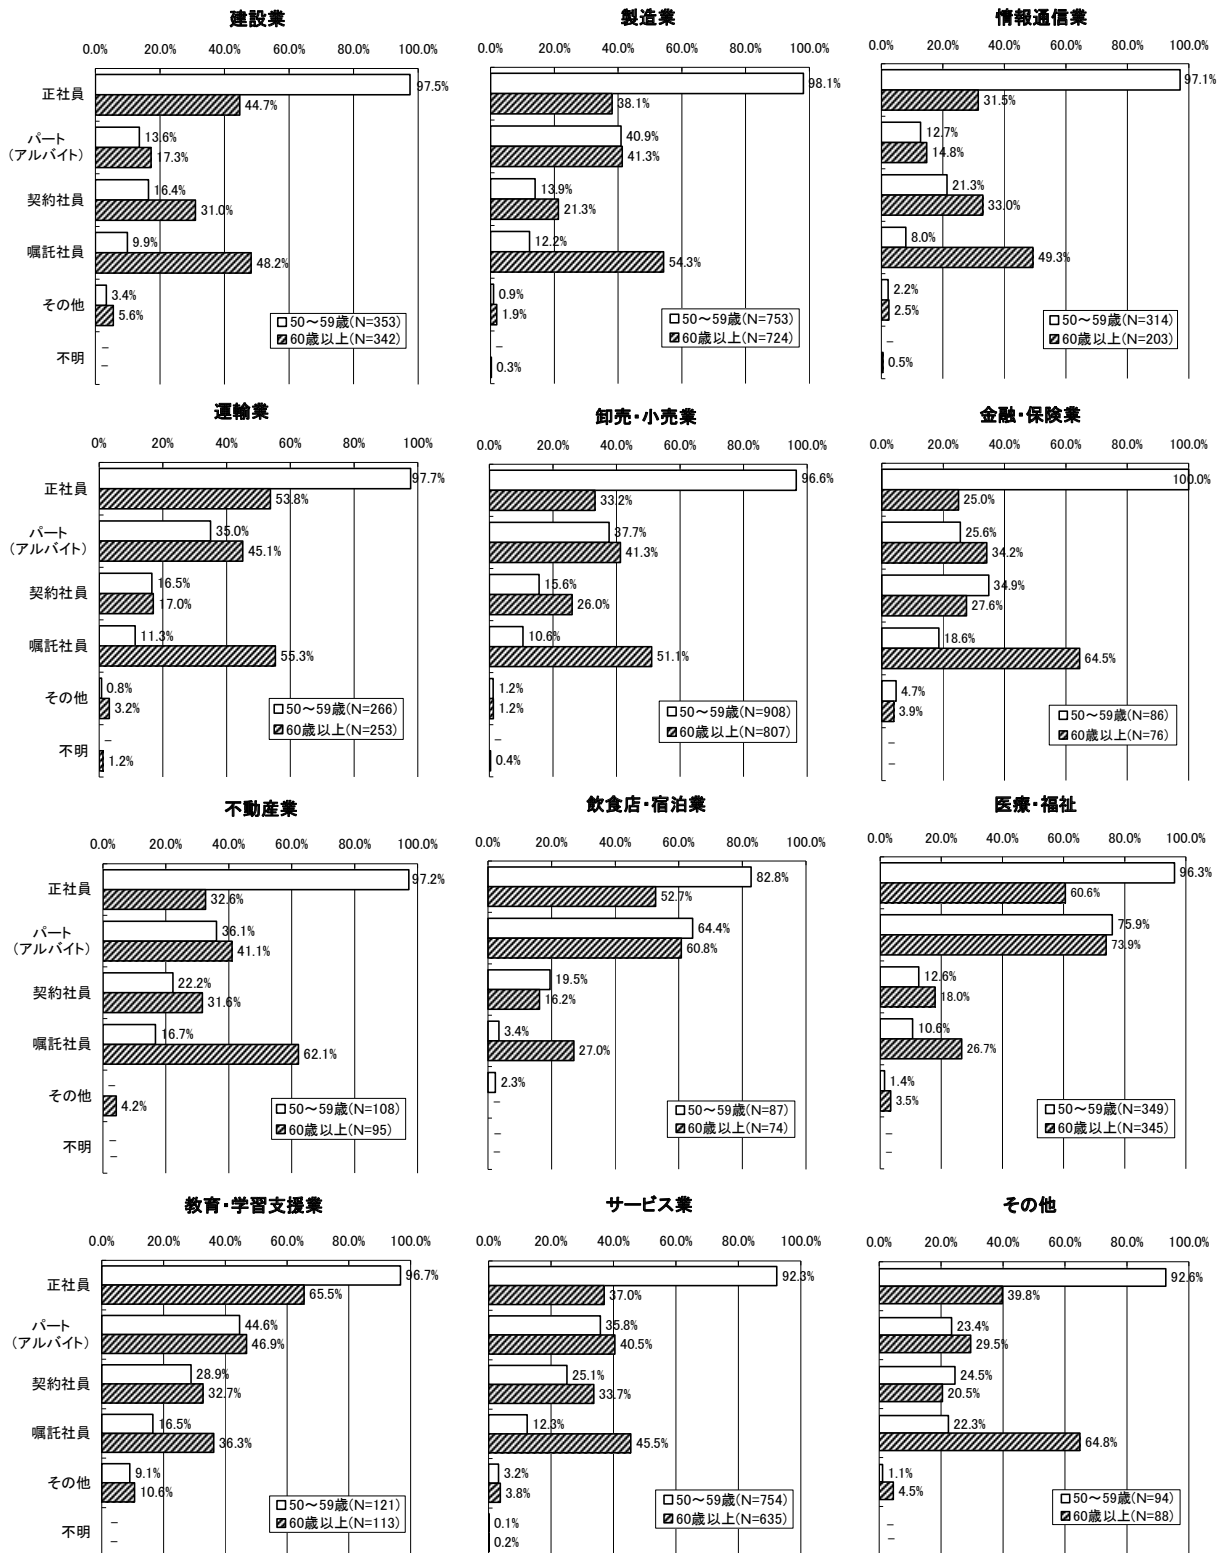 建設業
0.0% 20.0% 40.0% 60.0% 80.0% 100.0%
正社員
97.5%
44.7%
パート
(アルバイト)
13.6%
17.3%
契約社員
16.4%
31.0%
嘱託社員
9.9%
48.2%
その他
3.4%
5.6%
不明
–
–
50～59歳(N=353)
60歳以上(N=342)
製造業
0.0% 20.0% 40.0% 60.0% 80.0% 100.0%
98.1%
38.1%
40.9%
41.3%
13.9%
21.3%
12.2%
54.3%
0.9%
1.9%
–
0.3%
50～59歳(N=753)
60歳以上(N=724)
情報通信業
0.0% 20.0% 40.0% 60.0% 80.0% 100.0%
97.1%
31.5%
12.7%
14.8%
21.3%
33.0%
8.0%
49.3%
2.2%
2.5%
–
0.5%
50～59歳(N=314)
60歳以上(N=203)
運輸業
0% 20% 40% 60% 80% 100%
正社員
97.7%
53.8%
パート
(アルバイト)
35.0%
45.1%
契約社員
16.5%
17.0%
嘱託社員
11.3%
55.3%
その他
0.8%
3.2%
不明
–
1.2%
50～59歳(N=266)
60歳以上(N=253)
卸売・小売業
0.0% 20.0% 40.0% 60.0% 80.0% 100.0%
96.6%
33.2%
37.7%
41.3%
15.6%
26.0%
10.6%
51.1%
1.2%
1.2%
–
0.4%
50～59歳(N=908)
60歳以上(N=807)
金融・保険業
0.0% 20.0% 40.0% 60.0% 80.0% 100.0%
100.0%
25.0%
25.6%
34.2%
34.9%
27.6%
18.6%
64.5%
4.7%
3.9%
–
–
50～59歳(N=86)
60歳以上(N=76)
不動産業
0.0% 20.0% 40.0% 60.0% 80.0% 100.0%
正社員
97.2%
32.6%
パート
(アルバイト)
36.1%
41.1%
契約社員
22.2%
31.6%
嘱託社員
16.7%
62.1%
その他
–
4.2%
不明
–
–
50～59歳(N=108)
60歳以上(N=95)
飲食店・宿泊業
0.0% 20.0% 40.0% 60.0% 80.0% 100.0%
82.8%
52.7%
64.4%
60.8%
19.5%
16.2%
3.4%
27.0%
2.3%
–
–
–
50～59歳(N=87)
60歳以上(N=74)
医療・福祉
0.0% 20.0% 40.0% 60.0% 80.0% 100.0%
96.3%
60.6%
75.9%
73.9%
12.6%
18.0%
10.6%
26.7%
1.4%
3.5%
–
–
50～59歳(N=349)
60歳以上(N=345)
教育・学習支援業
0.0% 20.0% 40.0% 60.0% 80.0% 100.0%
正社員
96.7%
65.5%
パート
(アルバイト)
44.6%
46.9%
契約社員
28.9%
32.7%
嘱託社員
16.5%
36.3%
その他
9.1%
10.6%
不明
–
–
50～59歳(N=121)
60歳以上(N=113)
サービス業
0.0% 20.0% 40.0% 60.0% 80.0% 100.0%
92.3%
37.0%
35.8%
40.5%
25.1%
33.7%
12.3%
45.5%
3.2%
3.8%
0.1%
0.2%
50～59歳(N=754)
60歳以上(N=635)
その他
0.0% 20.0% 40.0% 60.0% 80.0% 100.0%
92.6%
39.8%
23.4%
29.5%
24.5%
20.5%
22.3%
64.8%
1.1%
4.5%
–
–
50～59歳(N=94)
60歳以上(N=88)